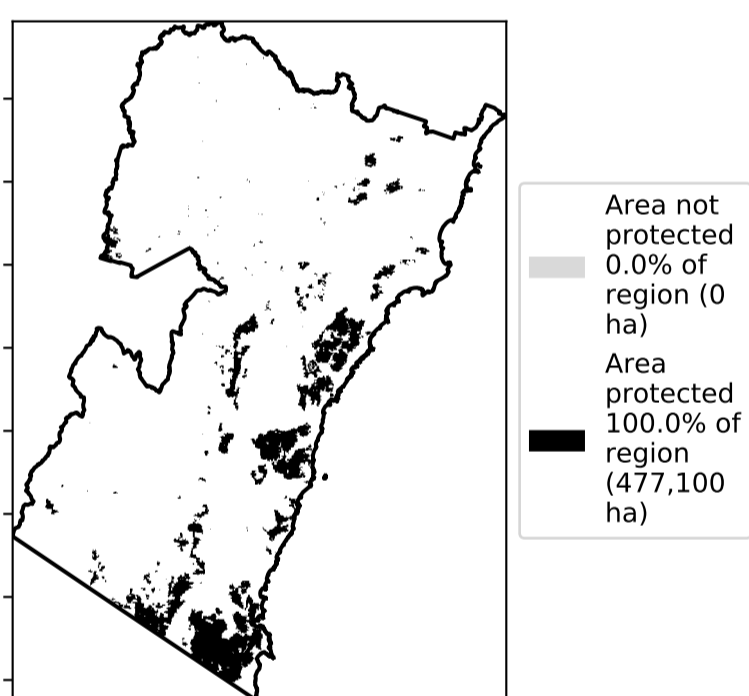 Area not
protected
0.0% of
region (0
ha)
Area
protected
100.0% of
region
(477,100
ha)